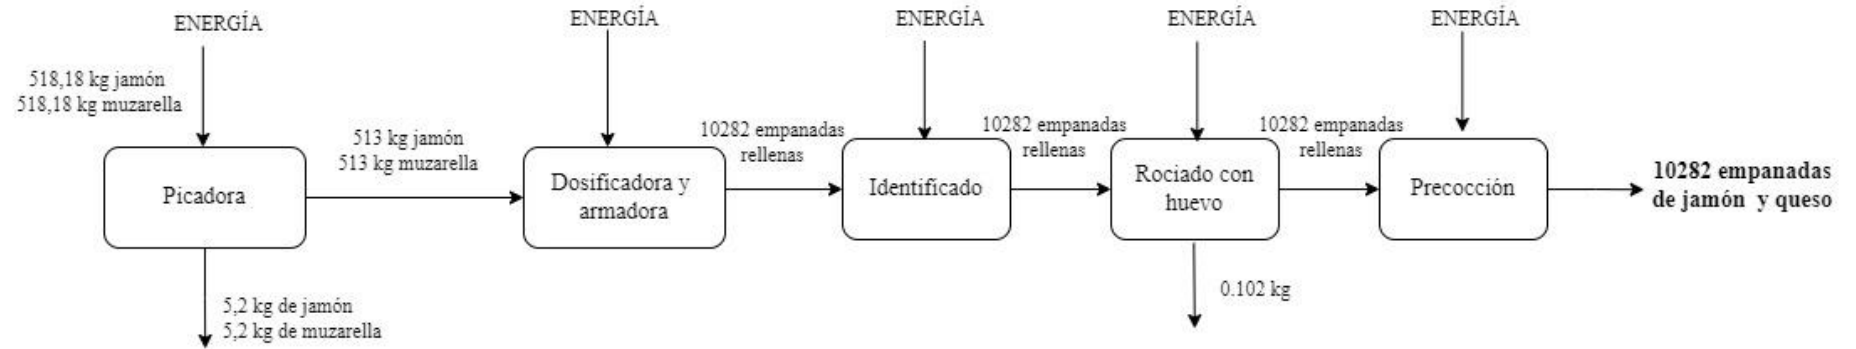 ENERGÍA
ENERGÍA
ENERGÍA
ENERGÍA
ENERGÍA
518,18 kg jamón
518,18 kg muzarella
Picadora
5,2 kg de jamón
5,2 kg de muzarella
513 kg jamón
513 kg muzarella
Dosificadora y
armadora
10282 empanadas
rellenas
Identificado
10282 empanadas
rellenas
Rociado con
huevo
0.102 kg
10282 empanadas
rellenas
Precocción
10282 empanadas
de jamón y queso